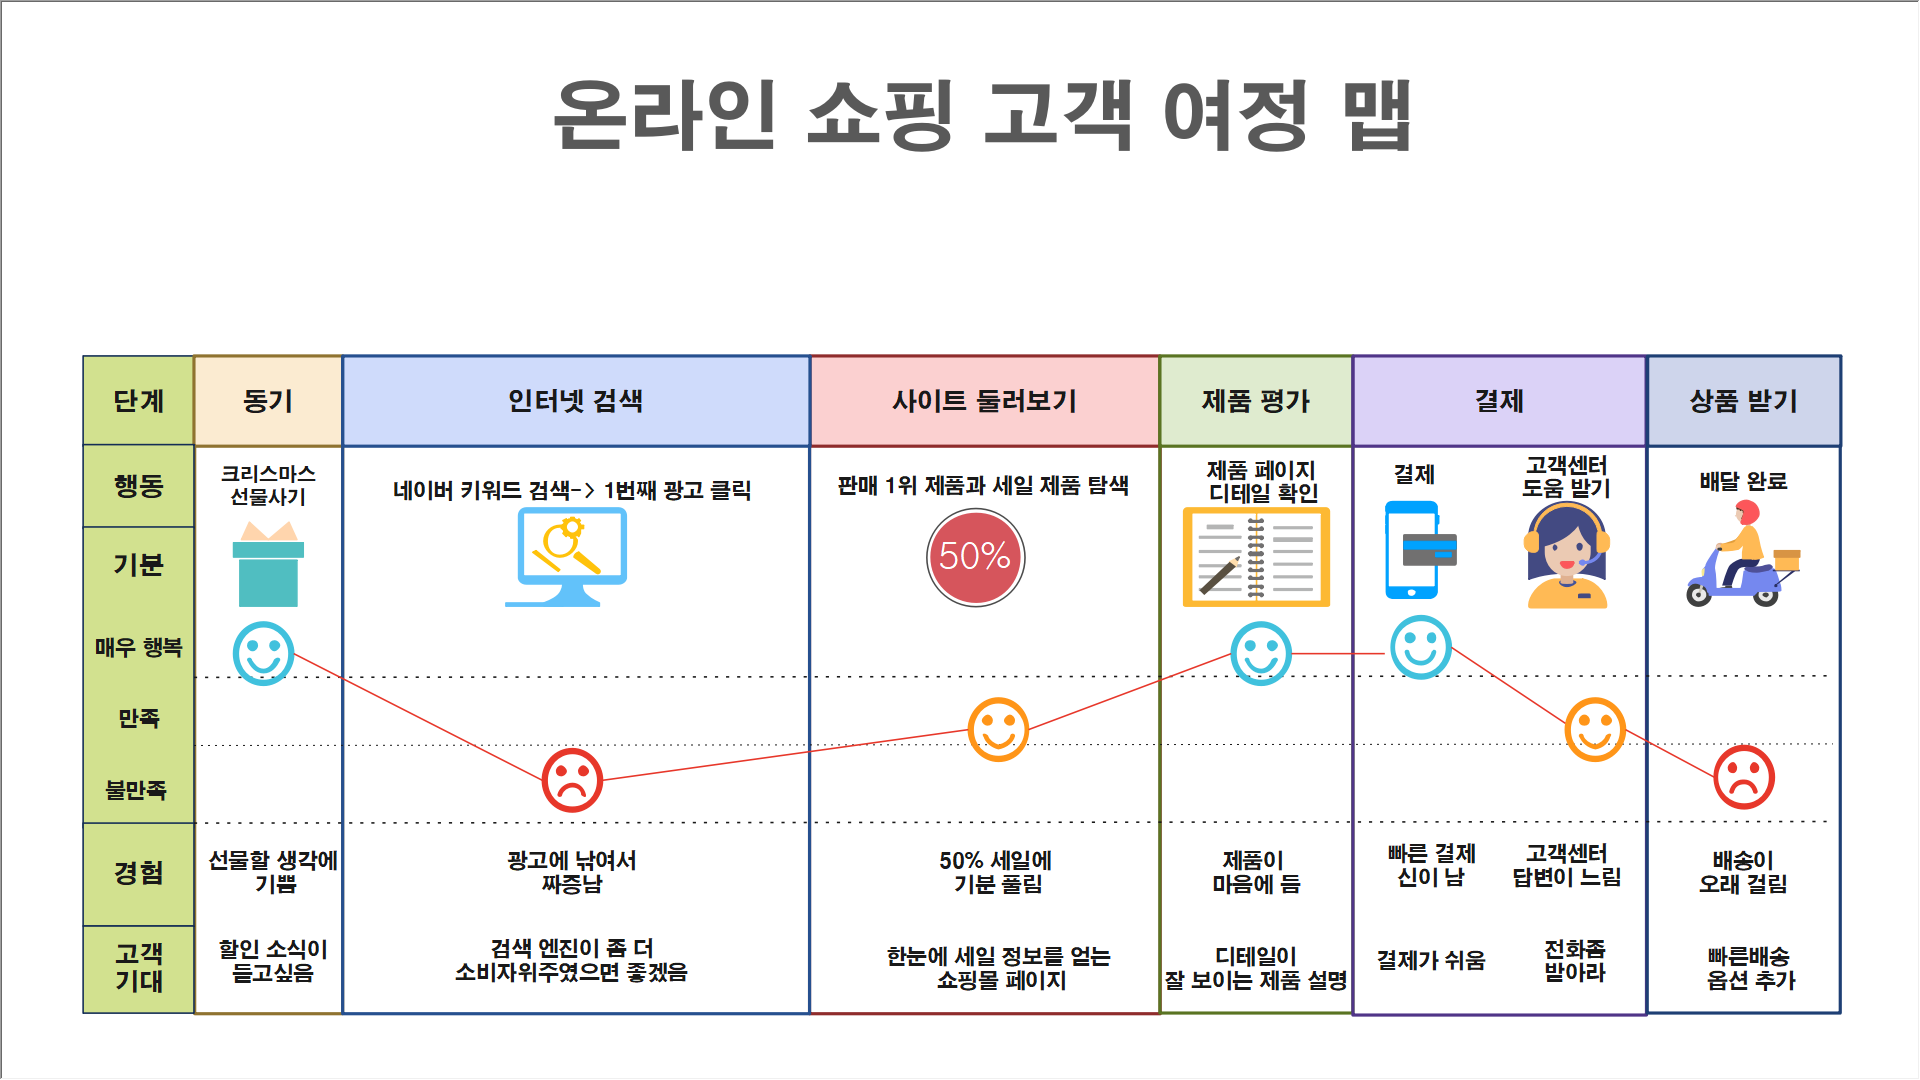 온라인 쇼핑 고객 여정 맵
단계
동기
인터넷 검색
사이트 둘러보기
제품 평가
결제
상품 받기
행동
크리스마스
선물사기
네이버 키워드 검색-> 1번째 광고 클릭
판매 1위 제품과 세일 제품 탐색
제품 페이지
디테일 확인
결제
고객센터
도움 받기
배달 완료
기분
50%
매우 행복
만족
불만족
경험
선물할 생각에
기쁨
광고에 낚여서
짜증남
50% 세일에
기분 풀림
제품이
마음에 듬
빠른 결제
신이 남
고객센터
답변이 느림
배송이
오래 걸림
고객
기대
할인 소식이
듣고싶음
검색 엔진이 좀 더
소비자위주였으면 좋겠음
한눈에 세일 정보를 얻는
쇼핑몰 페이지
디테일이
잘 보이는 제품 설명
결제가 쉬움
전화좀
받아라
빠른배송
옵션 추가